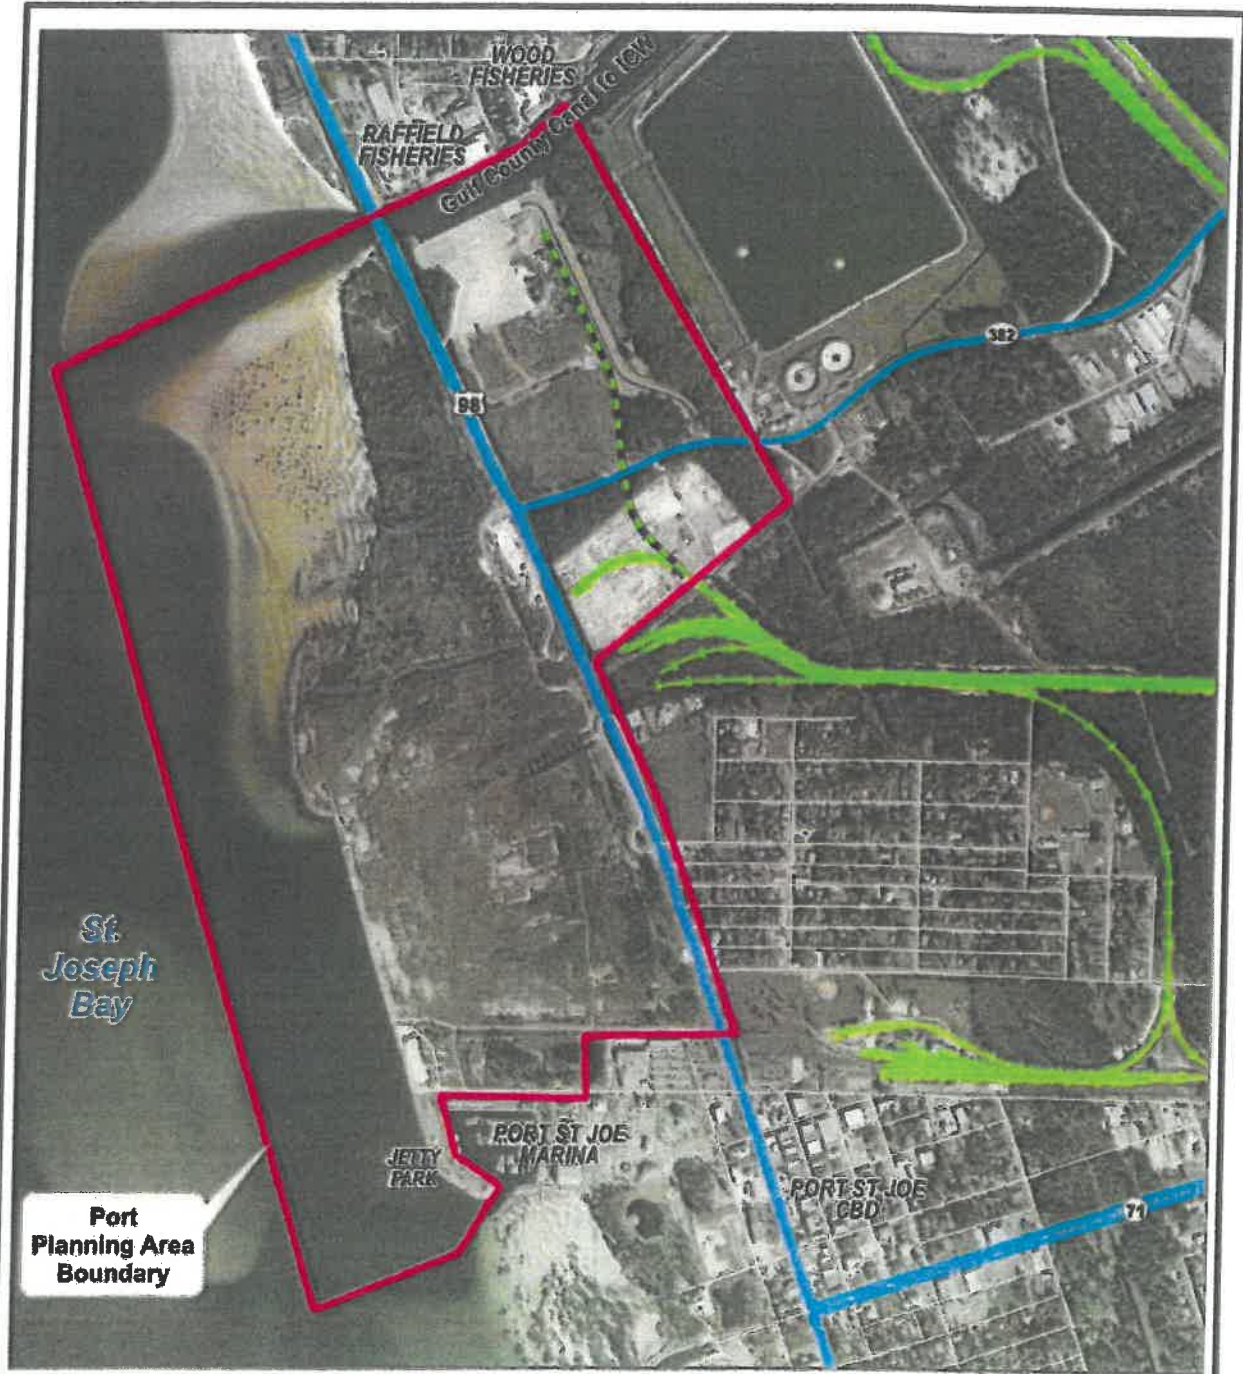 WOOD
FISHERIES
RAFFIELD
FISHERIES
Gulf County Canal to ICW
382
98
St.
Joseph
Bay
PORT ST JOE
MARINA
JETTY
PARK
PORT ST JOE
CBD
71
Port
Planning Area
Boundary